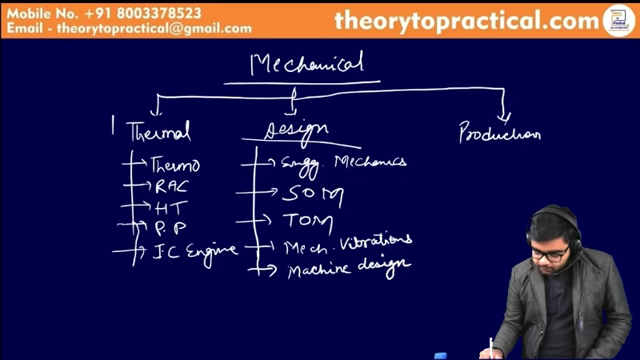 Mobile No. - +91 8003378523
Email - theorytopractical@gmail.com
theorytopractical.com
Mechanical
1
Thermal
Thermo
RAC
HT
P.P
I.C Engine
Design
Engg. Mechanics
SOM
TOM
Mech. Vibrations
Machine design
Production